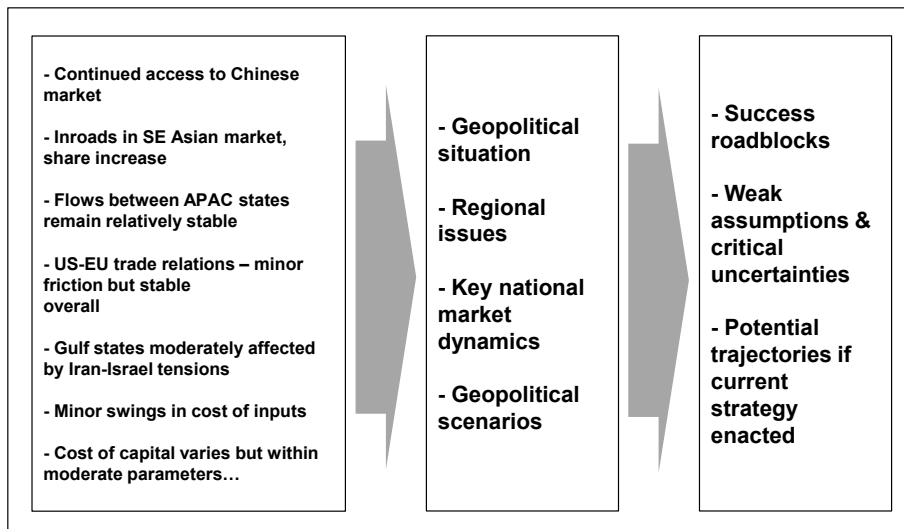 - Continued access to Chinese
market
- Inroads in SE Asian market,
share increase
- Flows between APAC states
remain relatively stable
- US-EU trade relations – minor
friction but stable
overall
- Gulf states moderately affected
by Iran-Israel tensions
- Minor swings in cost of inputs
- Cost of capital varies but within
moderate parameters…
- Geopolitical
situation
- Regional
issues
- Key national
market
dynamics
- Geopolitical
scenarios
- Success
roadblocks
- Weak
assumptions &
critical
uncertainties
- Potential
trajectories if
current
strategy
enacted